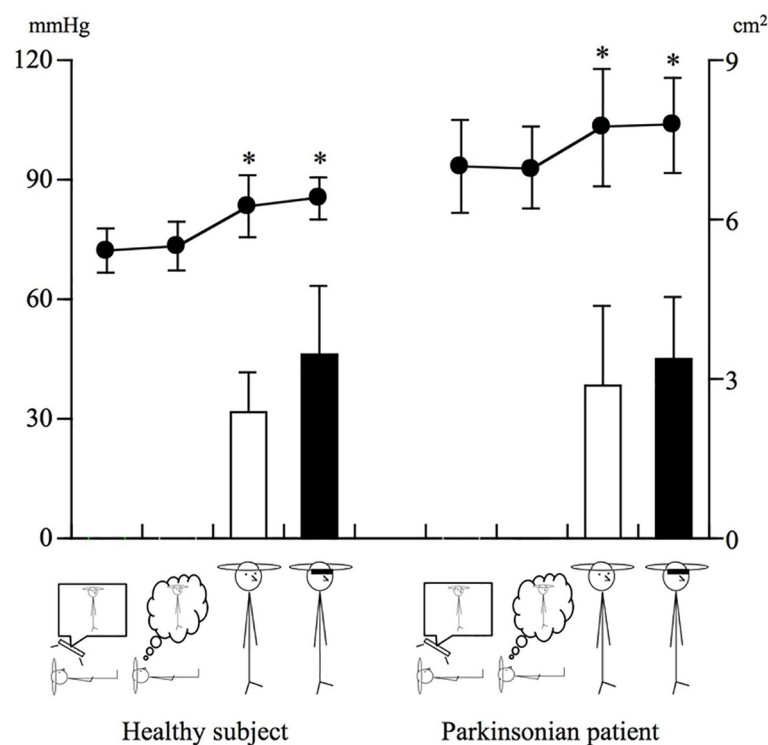 mmHg
cm²
120
90
60
30
0
9
6
3
0
* *
* *
Healthy subject
Parkinsonian patient